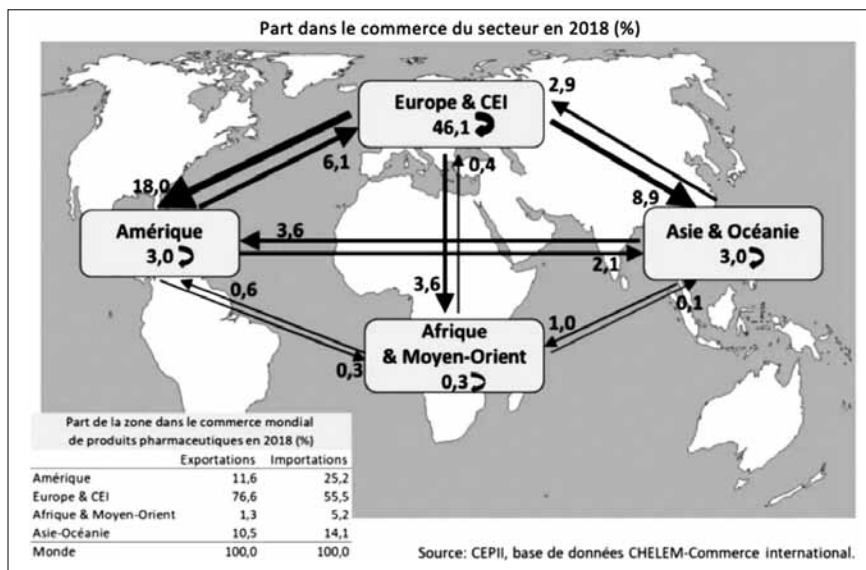 Part dans le commerce du secteur en 2018 (%)
Europe & CEI
46,1
2,9
6,1
0,4
18,0
8,9
Amérique
3,0
3,6
2,1
Asie & Océanie
3,0
0,6
3,6
0,3
1,0
0,1
Afrique
& Moyen-Orient
0,3
Part de la zone dans le commerce mondial
de produits pharmaceutiques en 2018 (%)
Exportations Importations
Amérique 11,6 25,2
Europe & CEI 76,6 55,5
Afrique & Moyen-Orient 1,3 5,2
Asie-Océanie 10,5 14,1
Monde 100,0 100,0
Source: CEPII, base de données CHELEM-Commerce international.